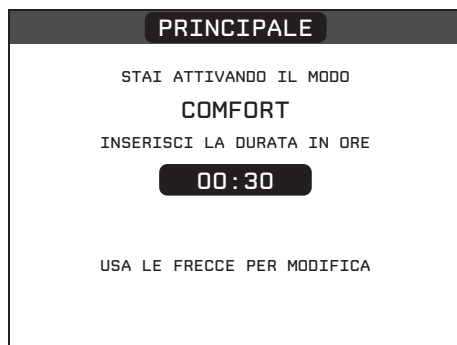 PRINCIPALE
STAI ATTIVANDO IL MODO
COMFORT
INSERISCI LA DURATA IN ORE
00:30
USA LE FRECCE PER MODIFICA